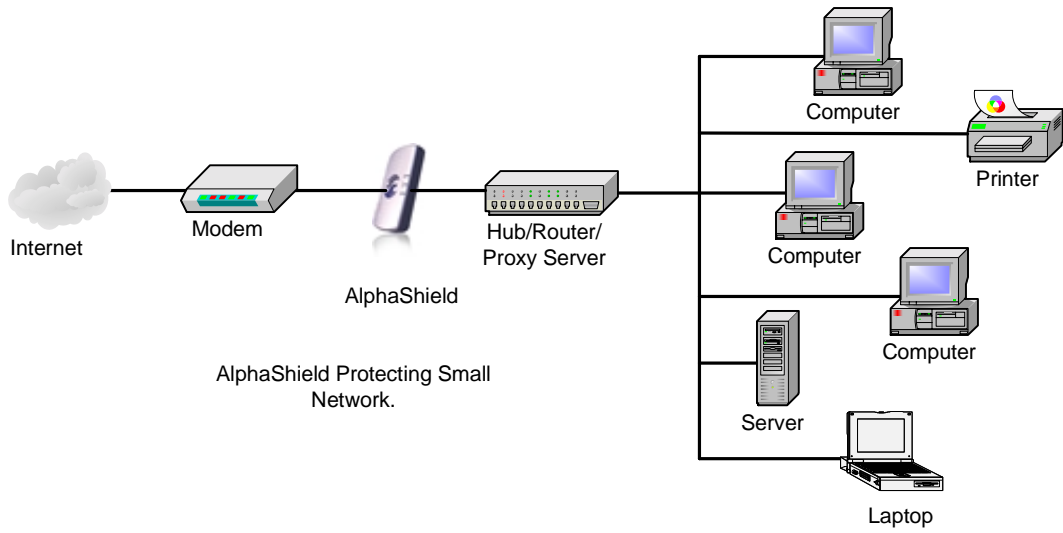 Computer
Printer
Internet
Modem
AlphaShield
Hub/Router/
Proxy Server
Computer
Computer
AlphaShield Protecting Small
Network.
Server
Laptop